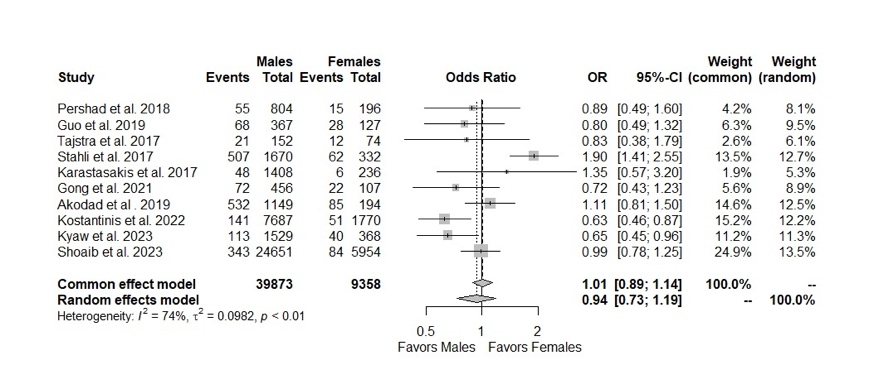 Males Females Weight Weight
Study Events Total Events Total Odds Ratio OR 95%-CI (common) (random)
Pershad et al. 2018 55 804 15 196 0.89 [0.49; 1.60] 4.2% 8.1%
Guo et al. 2019 68 367 28 127 0.80 [0.49; 1.32] 6.3% 9.5%
Tajstra et al. 2017 21 152 12 74 0.83 [0.38; 1.79] 2.6% 6.1%
Stahli et al. 2017 507 1670 62 332 1.90 [1.41; 2.55] 13.5% 12.7%
Karastasakis et al. 2017 48 1408 6 236 1.35 [0.57; 3.20] 1.9% 5.3%
Gong et al. 2021 72 456 22 107 0.72 [0.43; 1.23] 5.6% 8.9%
Akodad et al . 2019 532 1149 85 194 1.11 [0.81; 1.50] 14.6% 12.5%
Kostantinis et al. 2022 141 7687 51 1770 0.63 [0.46; 0.87] 15.2% 12.2%
Kyaw et al. 2023 113 1529 40 368 0.65 [0.45; 0.96] 11.2% 11.3%
Shoaib et al. 2023 343 24651 84 5954 0.99 [0.78; 1.25] 24.9% 13.5%
Common effect model 39873 9358 1.01 [0.89; 1.14] 100.0% --
Random effects model 0.94 [0.73; 1.19] -- 100.0%
Heterogeneity: I² = 74%, τ² = 0.0982, p < 0.01
0.5 1 2
Favors Males Favors Females